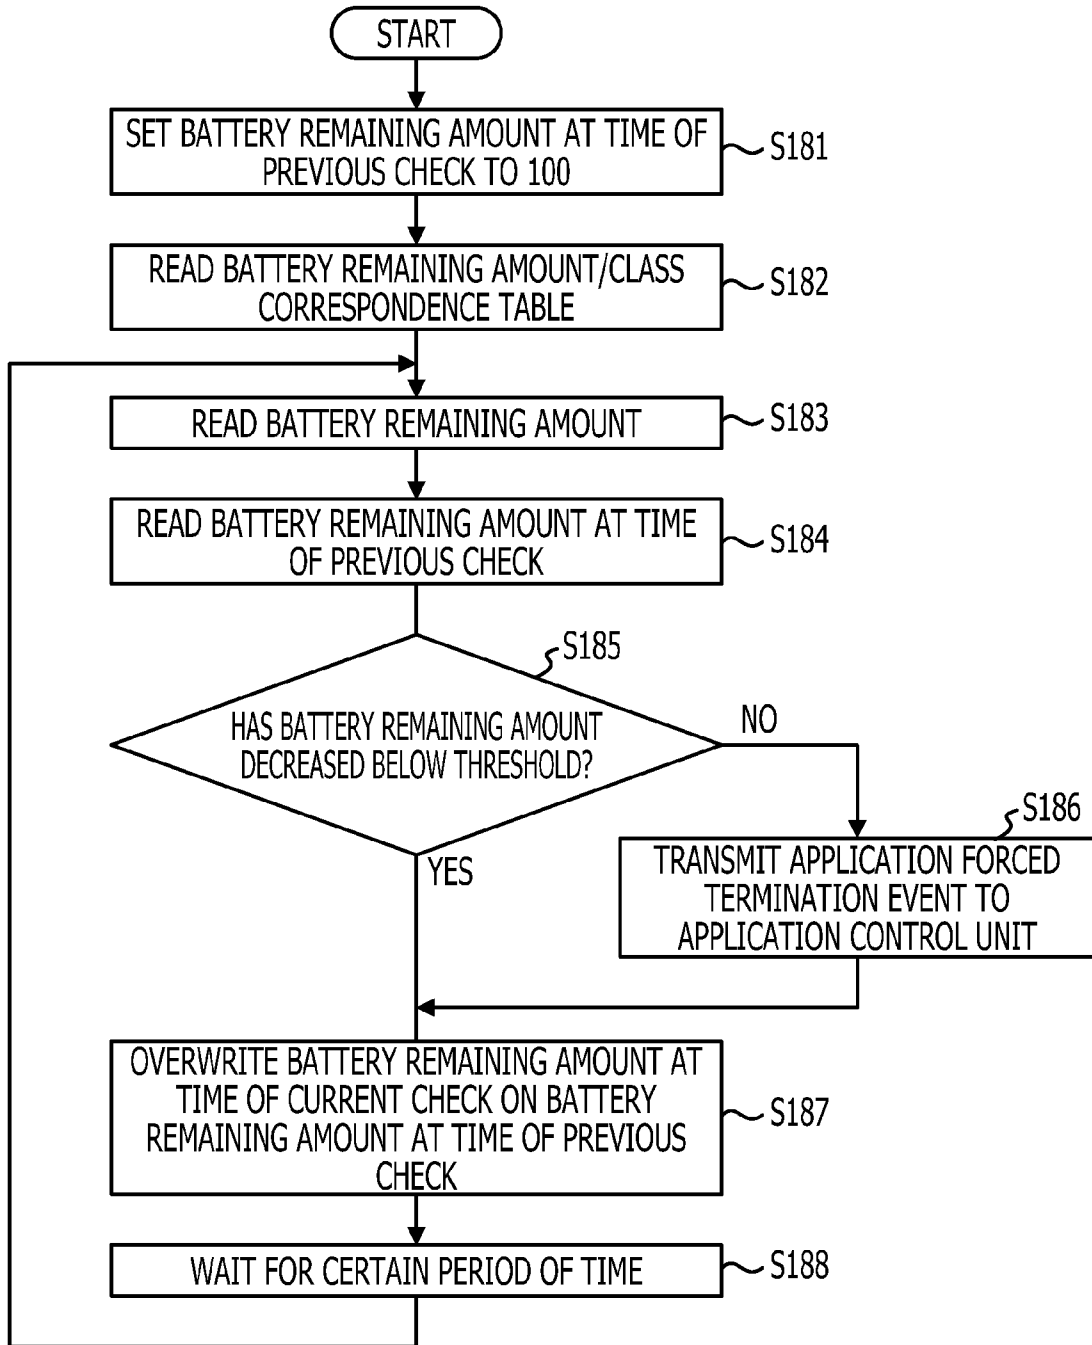 START
SET BATTERY REMAINING AMOUNT AT TIME OF
PREVIOUS CHECK TO 100
S181
READ BATTERY REMAINING AMOUNT/CLASS
CORRESPONDENCE TABLE
S182
READ BATTERY REMAINING AMOUNT
S183
READ BATTERY REMAINING AMOUNT AT TIME
OF PREVIOUS CHECK
S184
S185
HAS BATTERY REMAINING AMOUNT
DECREASED BELOW THRESHOLD?
NO
YES
S186
TRANSMIT APPLICATION FORCED
TERMINATION EVENT TO
APPLICATION CONTROL UNIT
OVERWRITE BATTERY REMAINING AMOUNT AT
TIME OF CURRENT CHECK ON BATTERY
REMAINING AMOUNT AT TIME OF PREVIOUS
CHECK
S187
WAIT FOR CERTAIN PERIOD OF TIME
S188